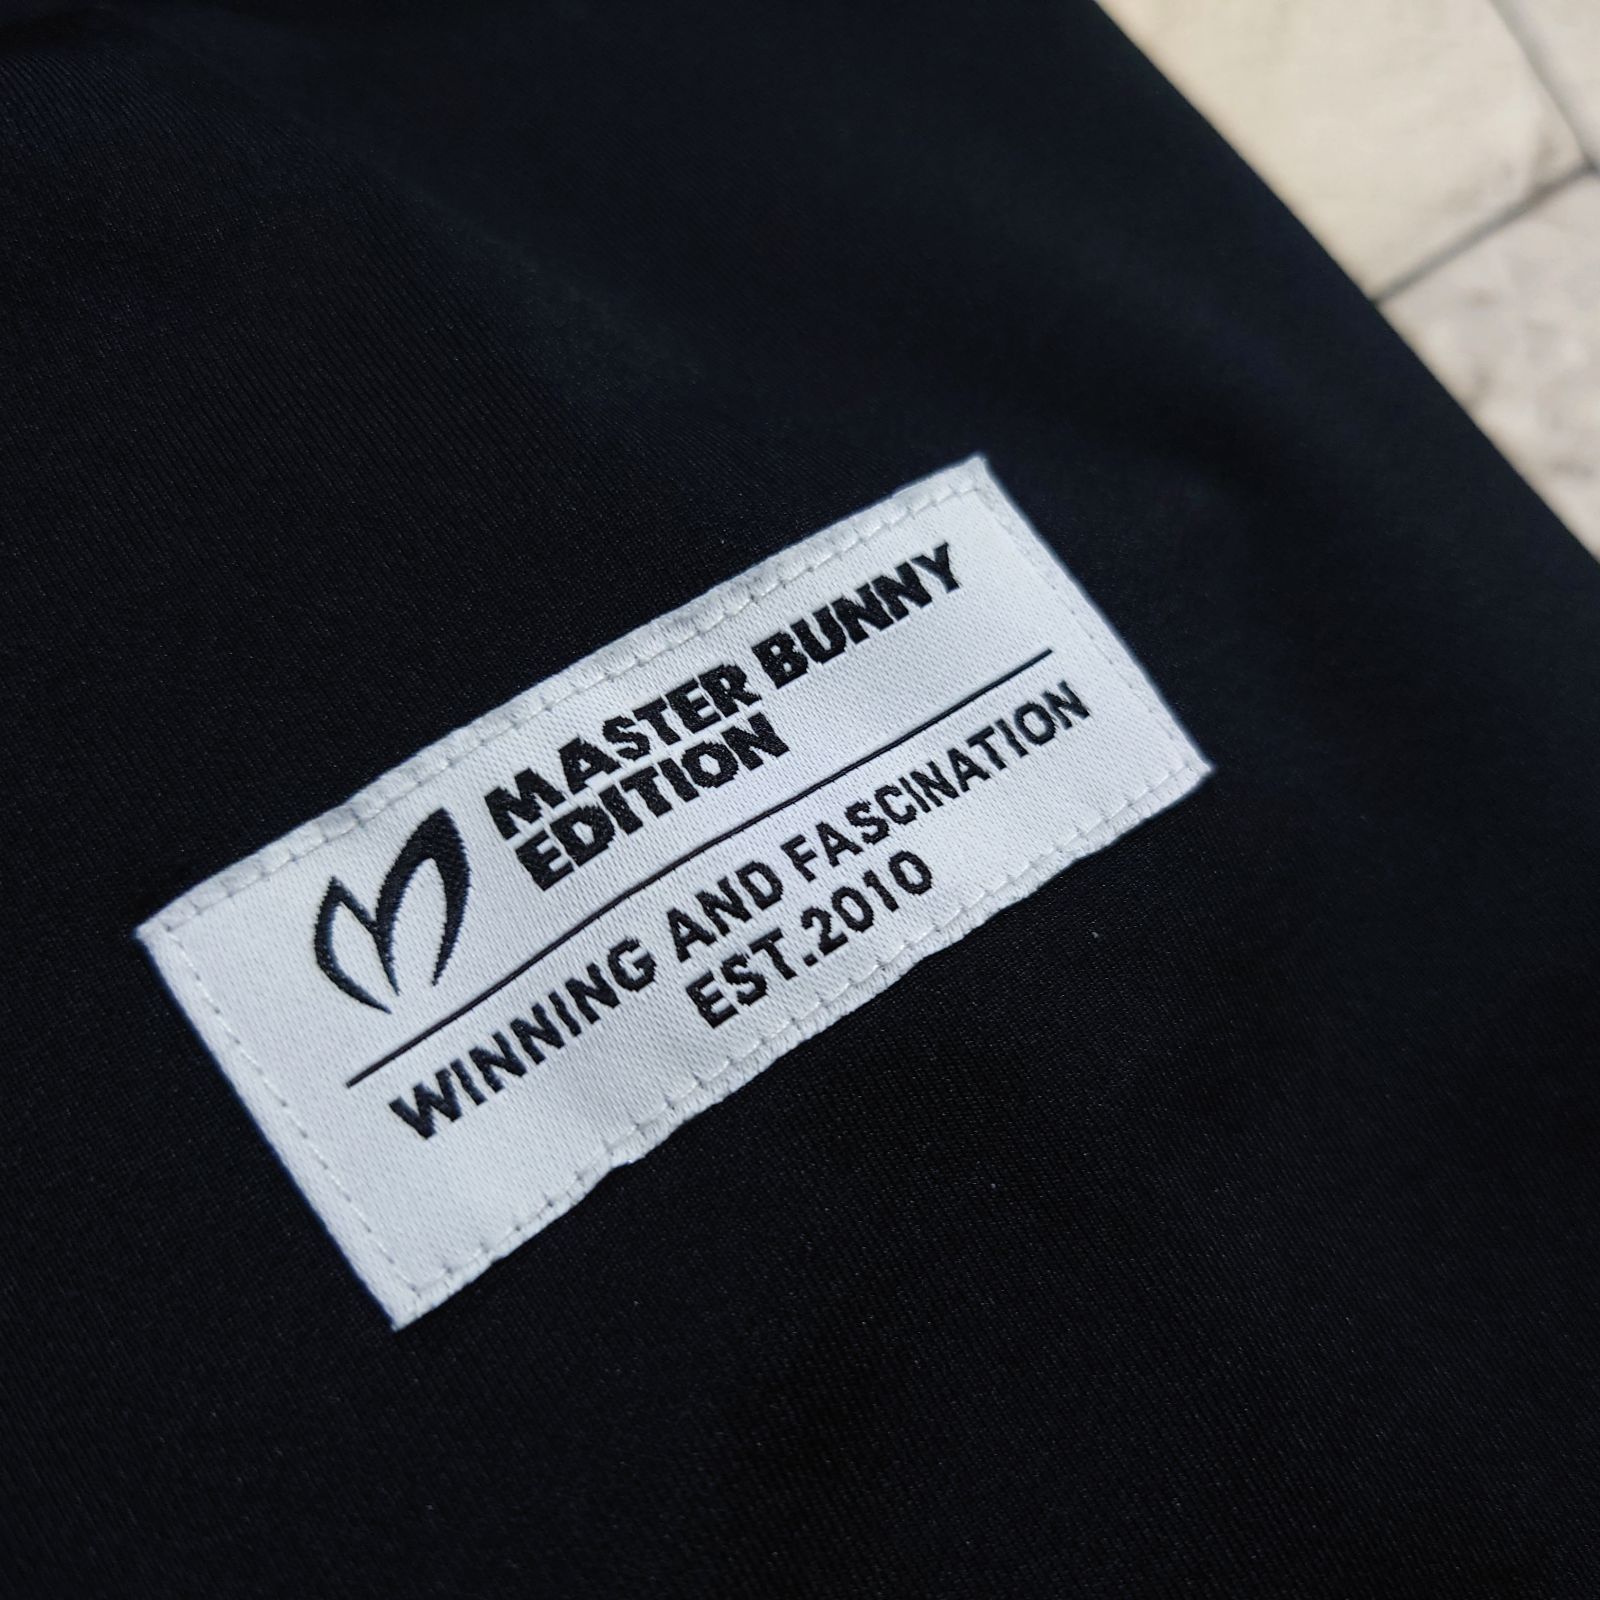 MASTER BUNNY
EDITION
WINNING AND FASCINATION
EST.2010